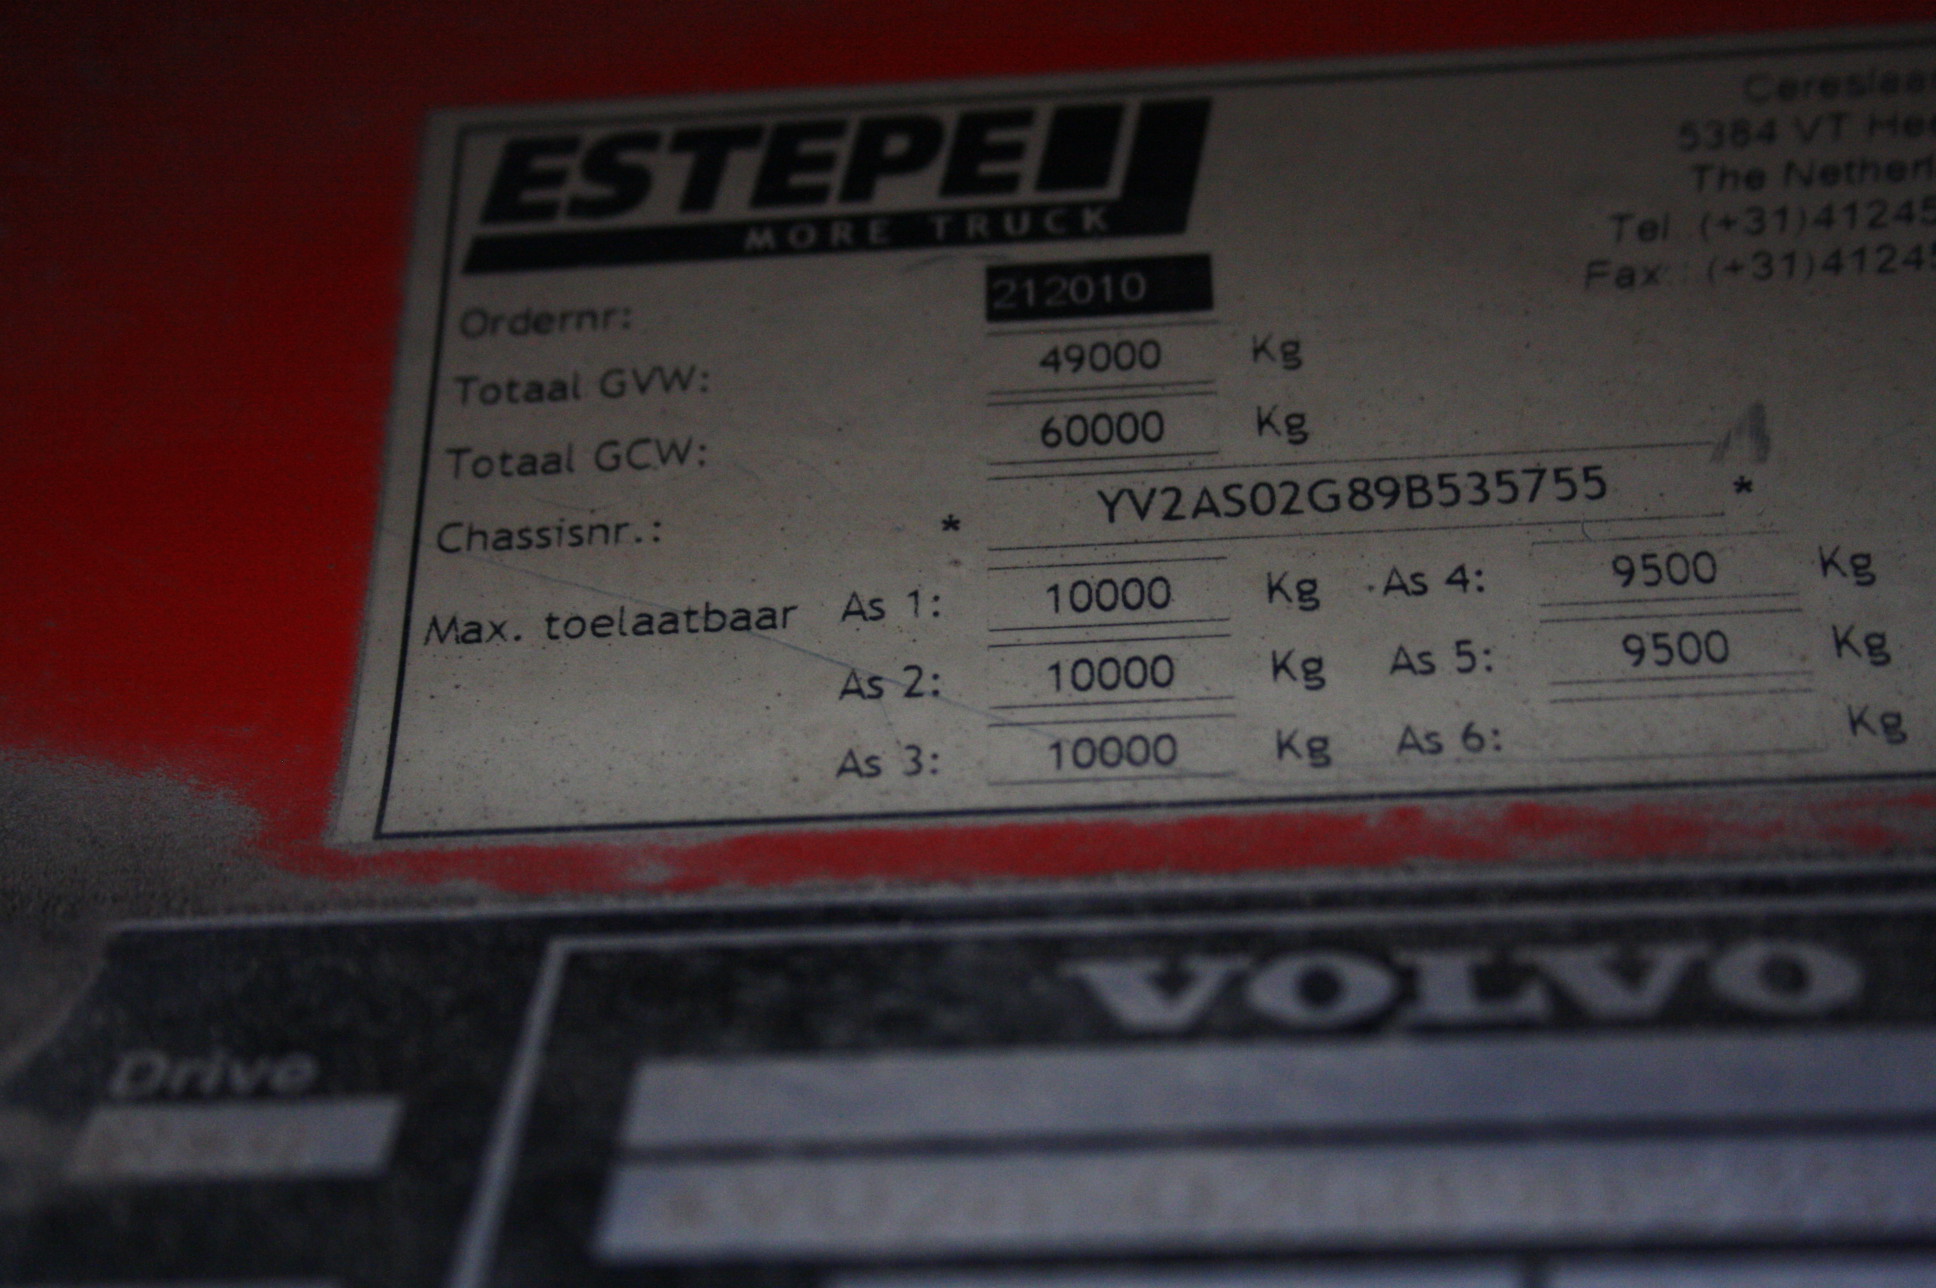 ESTEPE
MORE TRUCK
5384 VT
The
Tel. (+31)41245
Fax.: (+31)4124
Ordernr: 212010
Totaal GVW: 49000 Kg
Totaal GCW: 60000 Kg
Chassisnr.: * YV2AS02G89B535755 *
Max. toelaatbaar As 1: 10000 Kg As 4: 9500 Kg
As 2: 10000 Kg As 5: 9500 Kg
As 3: 10000 Kg As 6: Kg
VOLVO
Drive